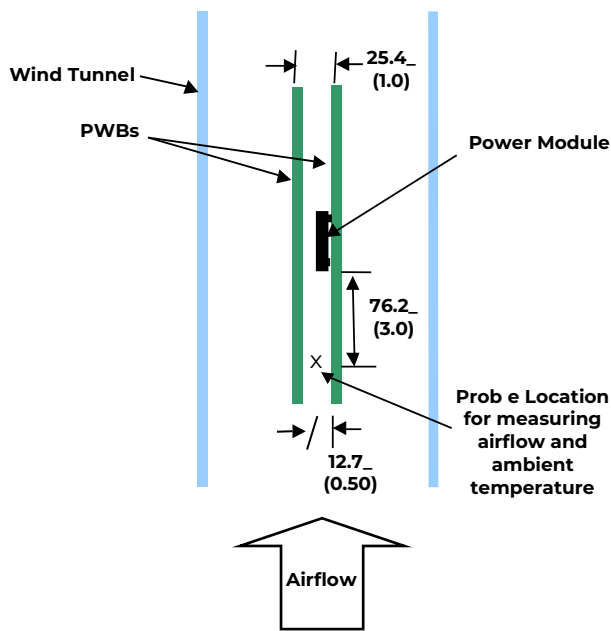 25.4_
(1.0)
Wind Tunnel
PWBs
Power Module
76.2_
(3.0)
X
Prob e Location
for measuring
airflow and
ambient
temperature
12.7_
(0.50)
Airflow